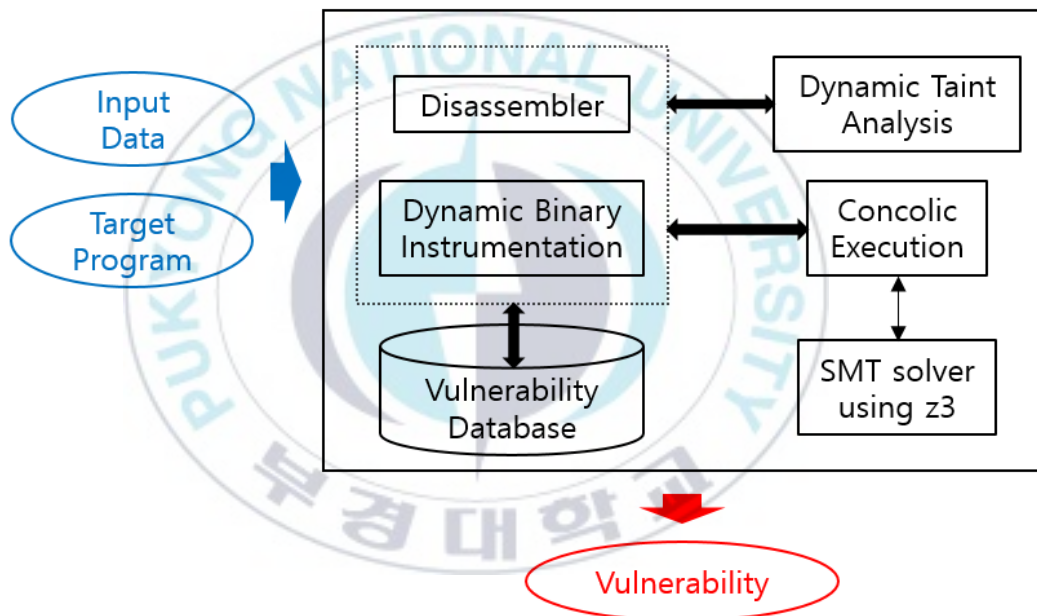 Input
Data
Target
Program
Disassembler
Dynamic Binary
Instrumentation
Vulnerability
Database
Dynamic Taint
Analysis
Concolic
Execution
SMT solver
using z3
Vulnerability
PUKYONG NATIONAL UNIVERSITY
부경대학교